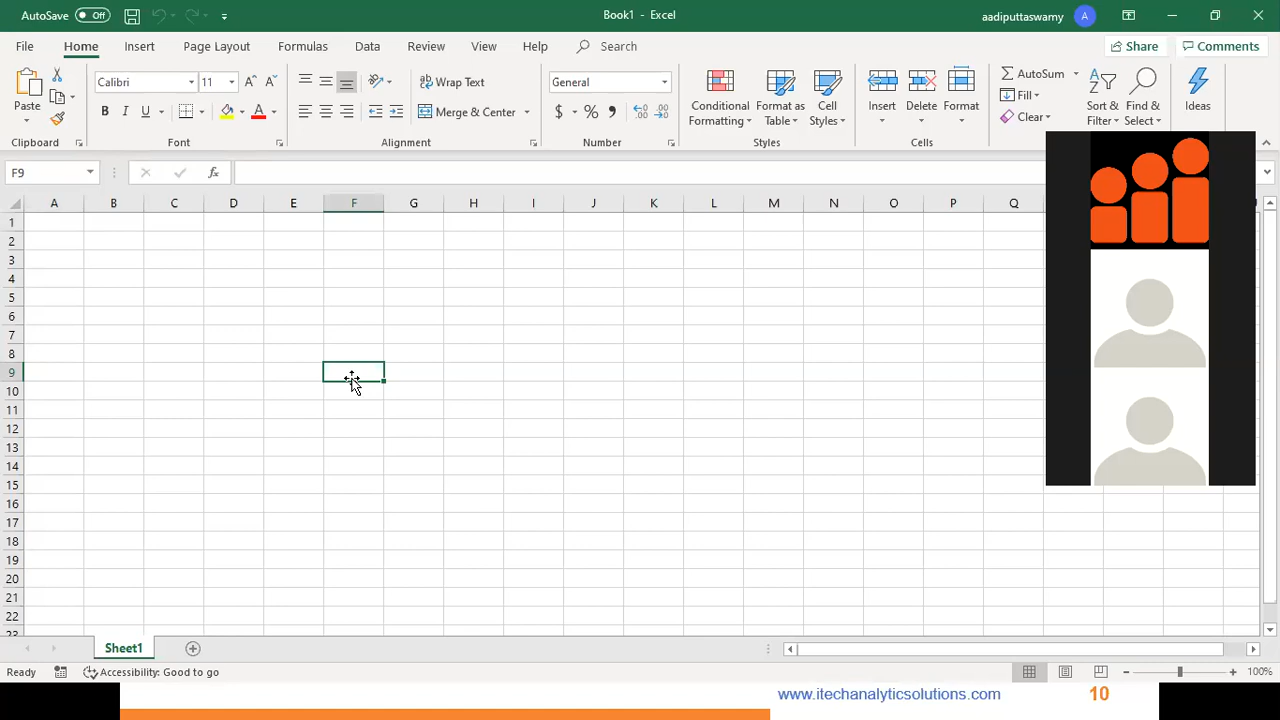 AutoSave Off Book1 - Excel aadiputtaswamy A
File Home Insert Page Layout Formulas Data Review View Help Search Share Comments
Paste
Calibri 11
B I U A
Wrap Text
Merge & Center
General
$ %
Conditional Formatting
Format as Table
Cell Styles
Insert Delete Format
AutoSum
Fill
Clear
Sort & Filter
Find & Select
Ideas
Clipboard Font Alignment Number Styles Cells
F9 fx
A B C D E F G H I J K L M N O P Q
1
2
3
4
5
6
7
8
9
10
11
12
13
14
15
16
17
18
19
20
21
22
23
Sheet1
Ready Accessibility: Good to go 100%
www.itechanalyticsolutions.com 10